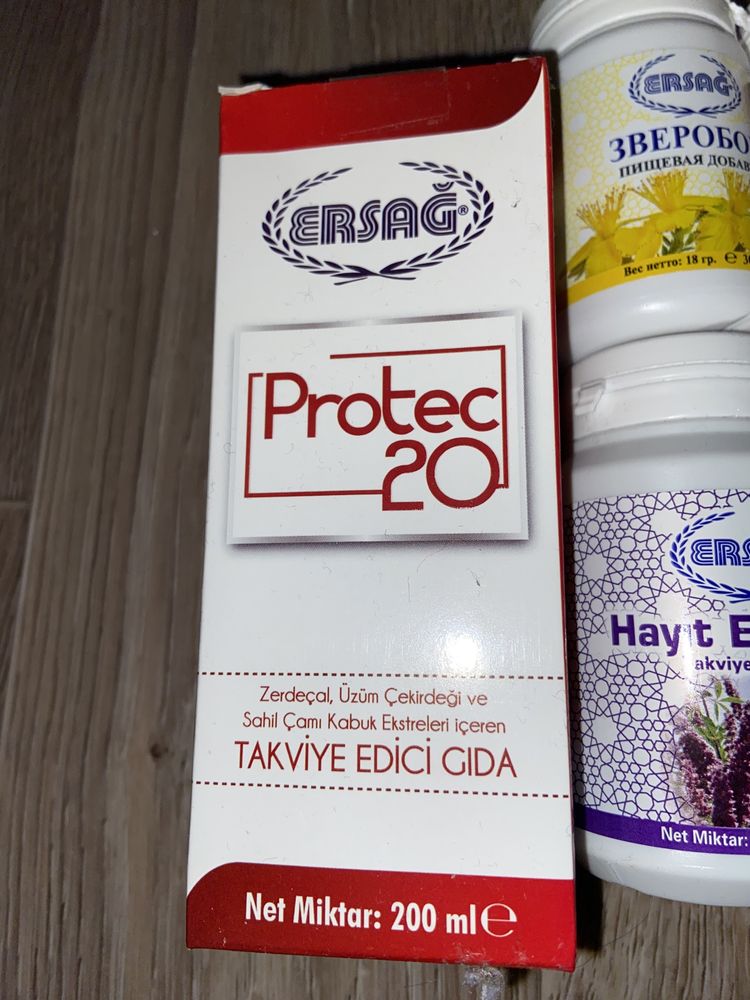 ERSAĞ®
Protec
20
Zerdeçal, Üzüm Çekirdeği ve
Sahil Çamı Kabuk Ekstreleri içeren
TAKVİYE EDİCİ GIDA
Net Miktar: 200 ml ℮
ERSAĞ
ЗВЕРОБО
ПИЩЕВАЯ ДОБАВ
Вес нетто: 18 гр. ℮ 3
ERS
Hayıt E
akviye
Net Miktar: